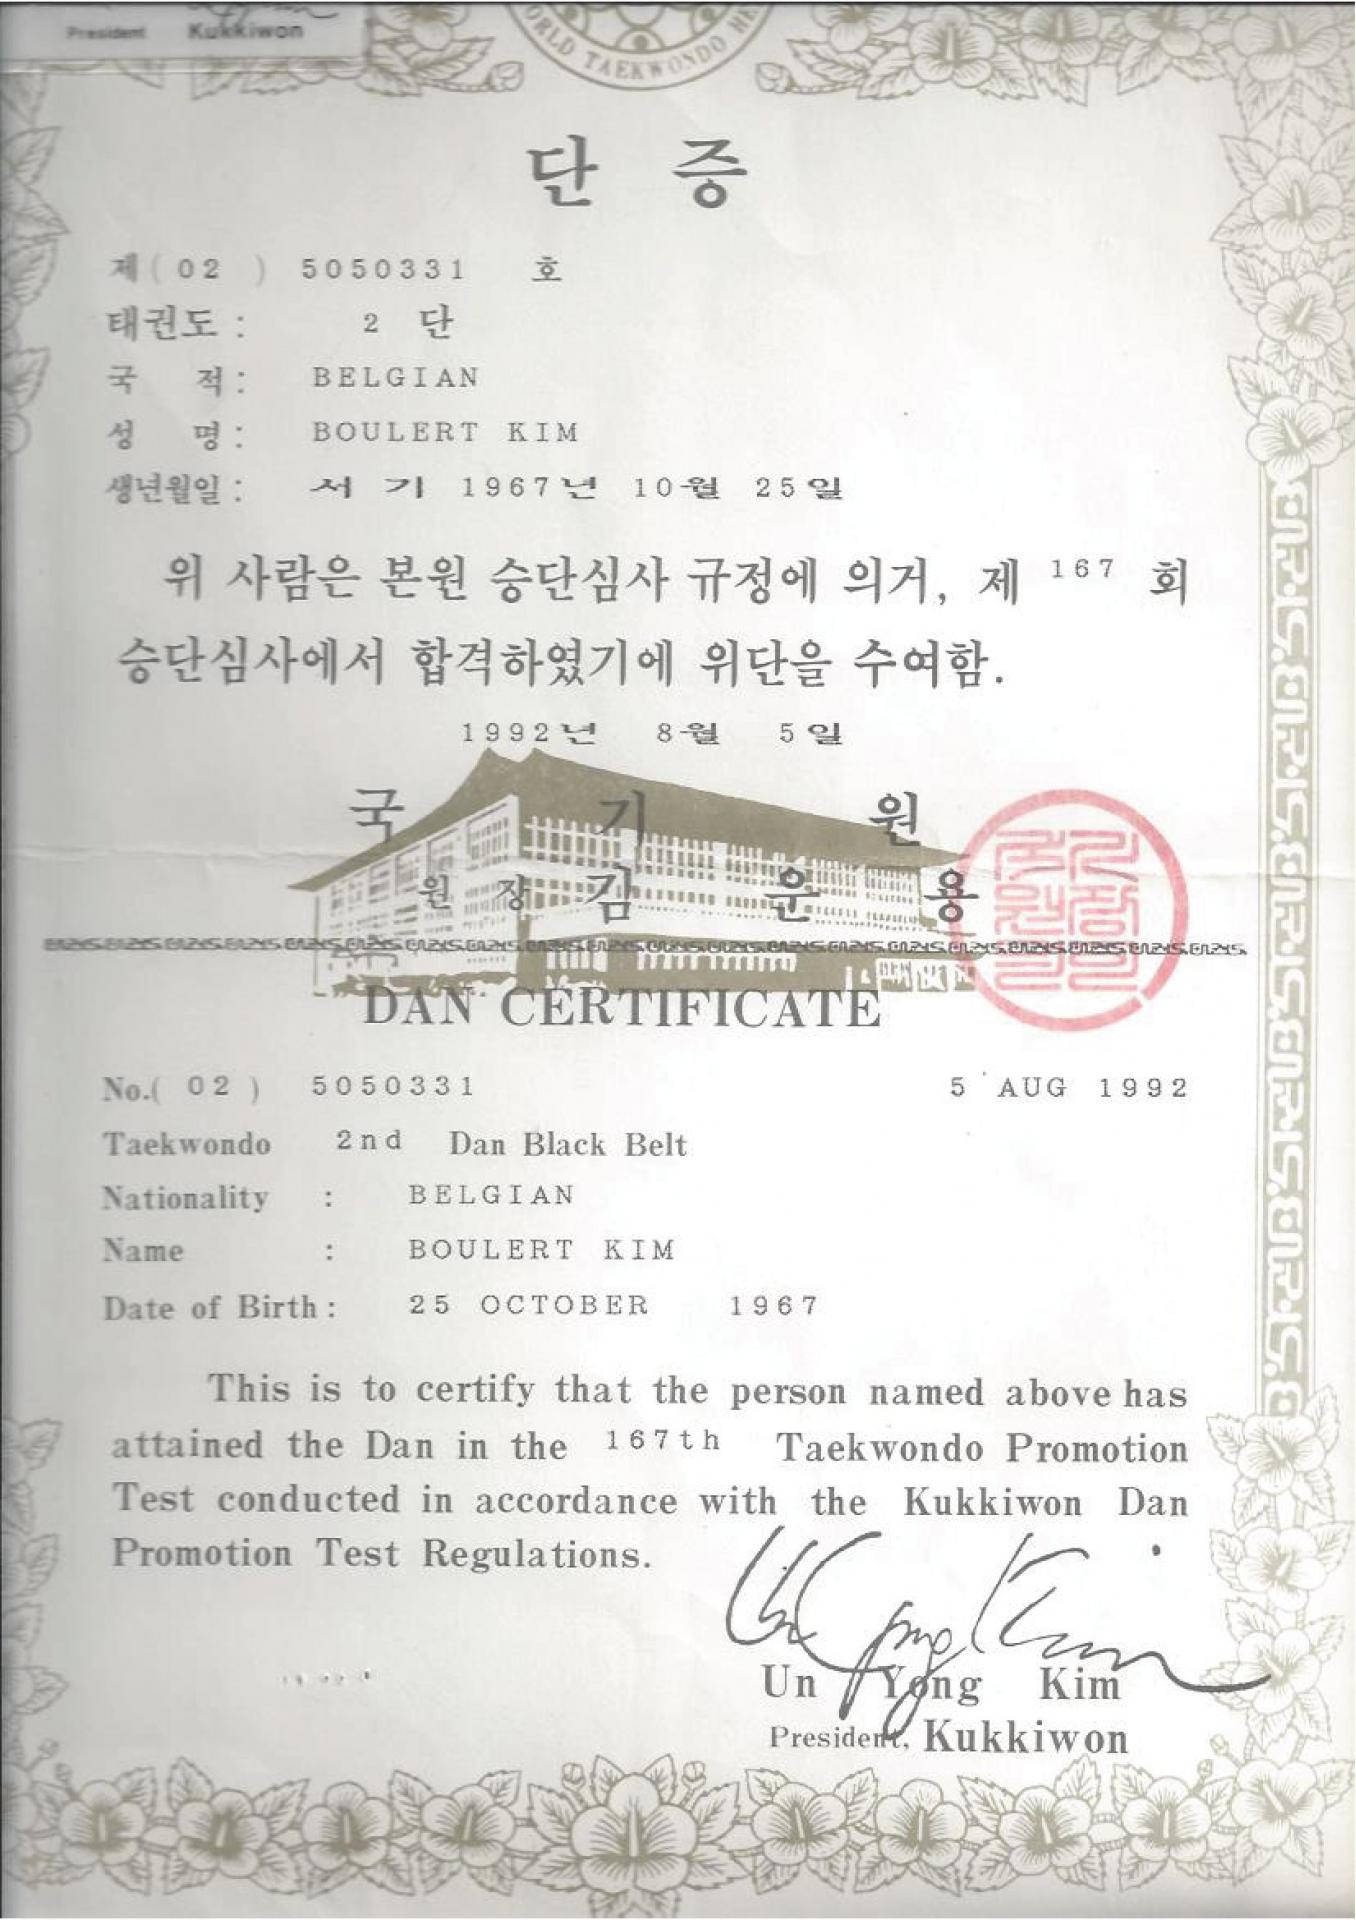 President Kukkiwon
WORLD TAEKWONDO HE
단 증
제 ( 02 ) 5050331 호
태권도 : 2 단
국 적 : BELGIAN
성 명 : BOULERT KIM
생년월일 : 서 기 1967년 10월 25일
위 사람은 본원 승단심사 규정에 의거, 제 167 회
승단심사에서 합격하였기에 위단을 수여함.
1992년 8월 5일
국 기 원
원 장 김 운 용
DAN CERTIFICATE
No.( 02 ) 5050331 5 AUG 1992
Taekwondo 2nd Dan Black Belt
Nationality : BELGIAN
Name : BOULERT KIM
Date of Birth : 25 OCTOBER 1967
This is to certify that the person named above has
attained the Dan in the 167th Taekwondo Promotion
Test conducted in accordance with the Kukkiwon Dan
Promotion Test Regulations.
Un Yong Kim
Un Yong Kim
President, Kukkiwon